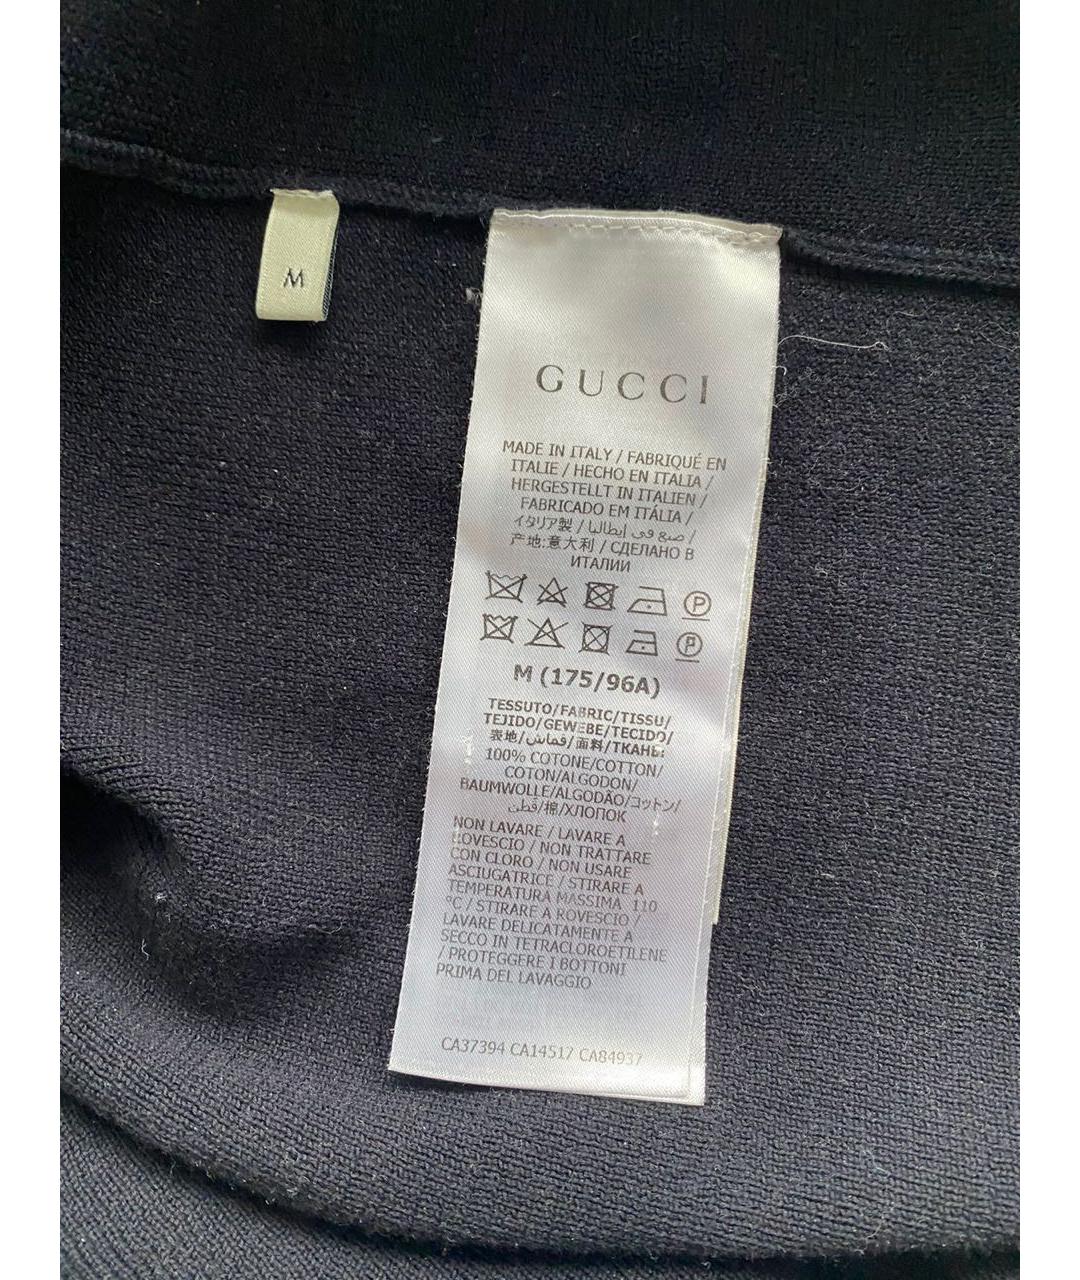 M
GUCCI
MADE IN ITALY / FABRIQUÉ EN
ITALIE / HECHO EN ITALIA /
HERGESTELLT IN ITALIEN /
FABRICADO EM ITÁLIA /
イタリア製 / صنع في إيطاليا /
产地:意大利 / СДЕЛАНО В
ИТАЛИИ
P
P
M (175/96A)
TESSUTO/FABRIC/TISSU/
TEJIDO/GEWEBE/TECIDO/
表地/قماش/面料/ТКАНЬ:
100% COTONE/COTTON/
COTON/ALGODON/
BAUMWOLLE/ALGODÃO/コットン/
قطن/棉/ХЛОПОК
NON LAVARE / LAVARE A
ROVESCIO / NON TRATTARE
CON CLORO / NON USARE
ASCIUGATRICE / STIRARE A
TEMPERATURA MASSIMA 110
°C / STIRARE A ROVESCIO /
LAVARE DELICATAMENTE A
SECCO IN TETRACLOROETILENE
/ PROTEGGERE I BOTTONI
PRIMA DEL LAVAGGIO
CA37394 CA14517 CA84937